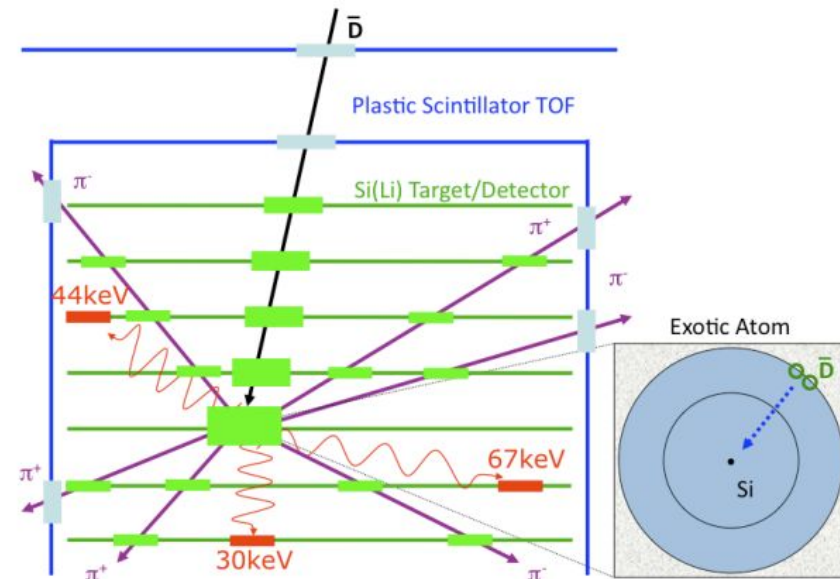 D̅
Plastic Scintillator TOF
π⁻
Si(Li) Target/Detector
π⁺
44keV
π⁻
Exotic Atom
D̅
π⁺
67keV
Si
30keV
π⁺
π⁻